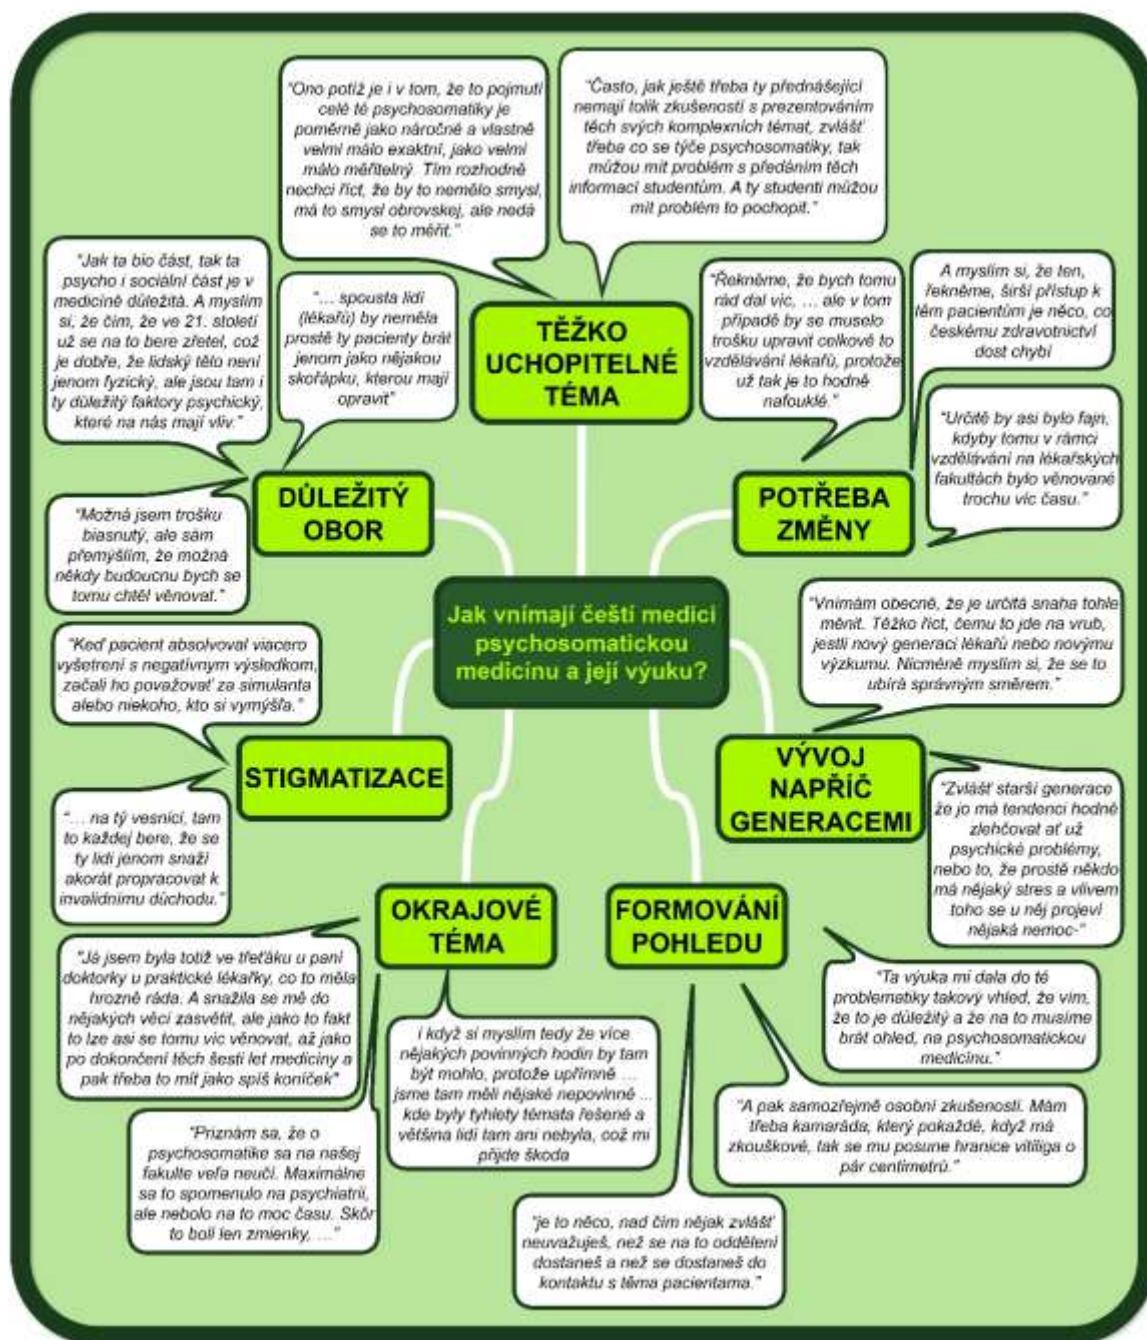 "Ono potíž je i v tom, že to pojmutí
celé té psychosomatiky je
poměrně jako náročné a vlastně
velmi málo exaktní, jako velmi
málo měřitelný. Tím rozhodně
nechci říct, že by to nemělo smysl,
má to smysl obrovskej, ale nedá
se to měřit."
"Často, jak ještě třeba ty přednášející
nemají tolik zkušeností s prezentováním
těch svých komplexních témat, zvlášť
třeba co se týče psychosomatiky, tak
můžou mít problém s předáním těch
informací studentům. A ty studenti můžou
mít problém to pochopit."
"Jak ta bio část, tak ta
psycho i sociální část je v
medicíně důležitá. A myslím
si, že čím, že ve 21. století
už se na to bere zřetel, což
je dobře, že lidský tělo není
jenom fyzický, ale jsou tam i
ty důležitý faktory psychický,
které na nás mají vliv."
"... spousta lidí
(lékařů) by neměla
prostě ty pacienty brát
jenom jako nějakou
skořápku, kterou mají
opravit"
TĚŽKO
UCHOPITELNÉ
TÉMA
"Řekněme, že bych tomu
rád dal víc, ... ale v tom
případě by se muselo
trošku upravit celkově to
vzdělávání lékařů, protože
už tak je to hodně
nafouklé."
A myslím si, že ten,
řekněme, širší přístup k
těm pacientům je něco, co
českému zdravotnictví
dost chybí
"Určitě by asi bylo fajn,
kdyby tomu v rámci
vzdělávání na lékařských
fakultách bylo věnované
trochu víc času."
DŮLEŽITÝ
OBOR
POTŘEBA
ZMĚNY
"Možná jsem trošku
biasnutý, ale sám
přemýšlím, že možná
někdy budoucnu bych se
tomu chtěl věnovat."
Jak vnímají čeští medici
psychosomatickou
medicínu a její výuku?
"Vnímám obecně, že je určitá snaha tohle
měnit. Těžko říct, čemu to jde na vrub,
jestli nový generaci lékařů nebo novýmu
výzkumu. Nicméně myslím si, že se to
ubírá správným směrem."
"Keď pacient absolvoval viacero
vyšetrení s negatívnym výsledkom,
začali ho považovať za simulanta
alebo niekoho, kto si vymýšľa."
STIGMATIZACE
VÝVOJ
NAPŘÍČ
GENERACEMI
"... na tý vesnici, tam
to každej bere, že se
ty lidi jenom snaží
akorát propracovat k
invalidnímu důchodu."
"Zvlášť starší generace
že jo má tendenci hodně
zlehčovat ať už
psychické problémy,
nebo to, že prostě někdo
má nějaký stres a vlivem
toho se u něj projeví
nějaká nemoc-"
OKRAJOVÉ
TÉMA
FORMOVÁNÍ
POHLEDU
"Já jsem byla totiž ve třeťáku u paní
doktorky u praktické lékařky, co to měla
hrozně ráda. A snažila se mě do
nějakých věcí zasvětit, ale jako to fakt
to lze asi se tomu víc věnovat, až jako
po dokončení těch šesti let medicíny a
pak třeba to mít jako spíš koníček"
i když si myslím tedy že více
nějakých povinných hodin by tam
být mohlo, protože upřímně ...
jsme tam měli nějaké nepovinné ...
kde byly tyhlety témata řešené a
většina lidí tam ani nebyla, což mi
přijde škoda
"Ta výuka mi dala do té
problematiky takový vhled, že vím,
že to je důležitý a že na to musíme
brát ohled, na psychosomatickou
medicínu."
"A pak samozřejmě osobní zkušenosti. Mám
třeba kamaráda, který pokaždé, když má
zkouškové, tak se mu posune hranice vitiliga o
pár centimetrů."
"Priznám sa, že o
psychosomatike sa na našej
fakulte veľa neučí. Maximálne
sa to spomenulo na psychiatrii,
ale nebolo na to moc času. Skôr
to boli len zmienky, ..."
"je to něco, nad čím nějak zvlášť
neuvažuješ, než se na to oddělení
dostaneš a než se dostaneš do
kontaktu s těma pacientama."